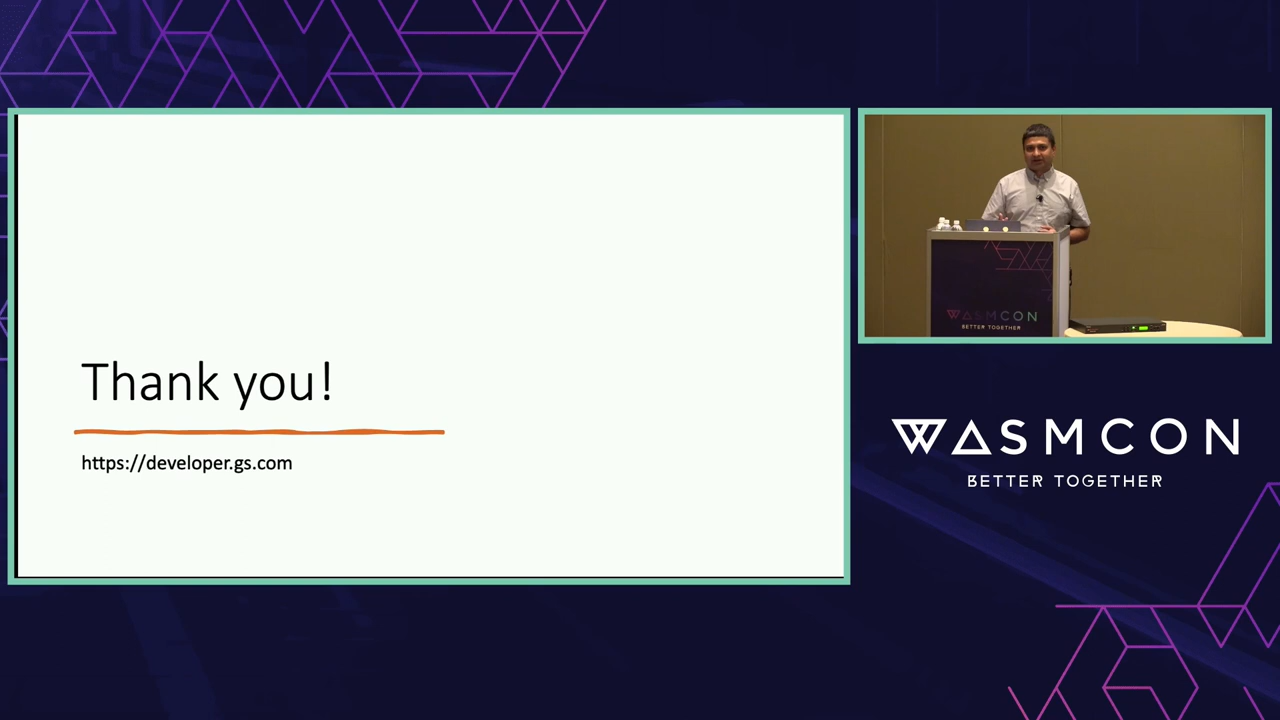 Thank you!
https://developer.gs.com
WASMCON
BETTER TOGETHER
WASMCON
BETTER TOGETHER